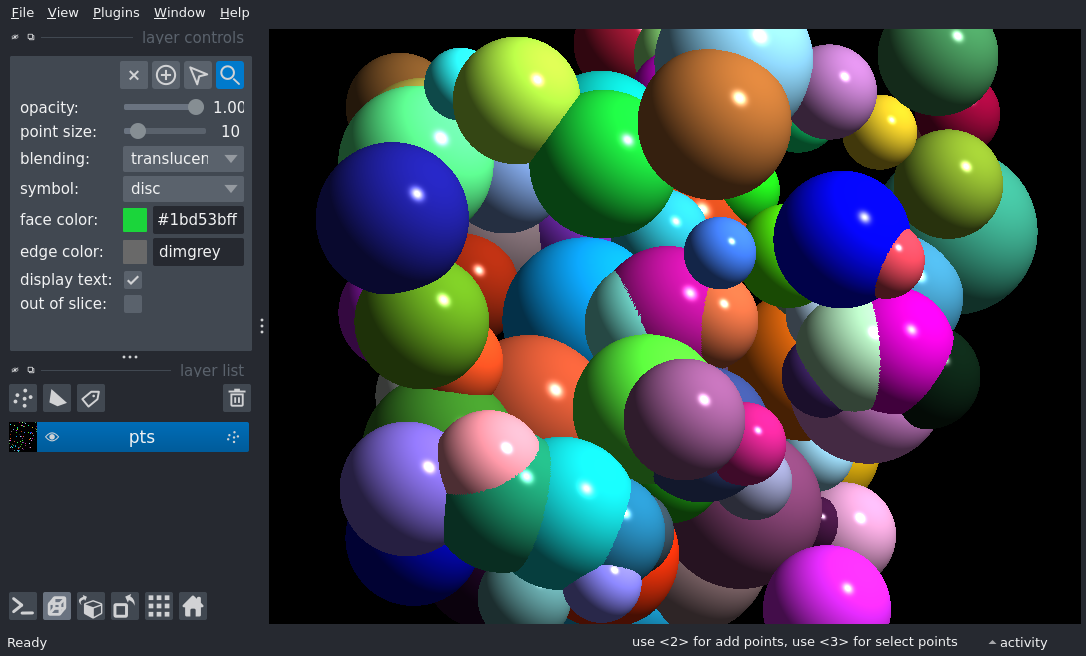 File View Plugins Window Help
layer controls
opacity: 1.00
point size: 10
blending: translucen
symbol: disc
face color: #1bd53bff
edge color: dimgrey
display text:
out of slice:
layer list
pts
Ready
use <2> for add points, use <3> for select points
activity